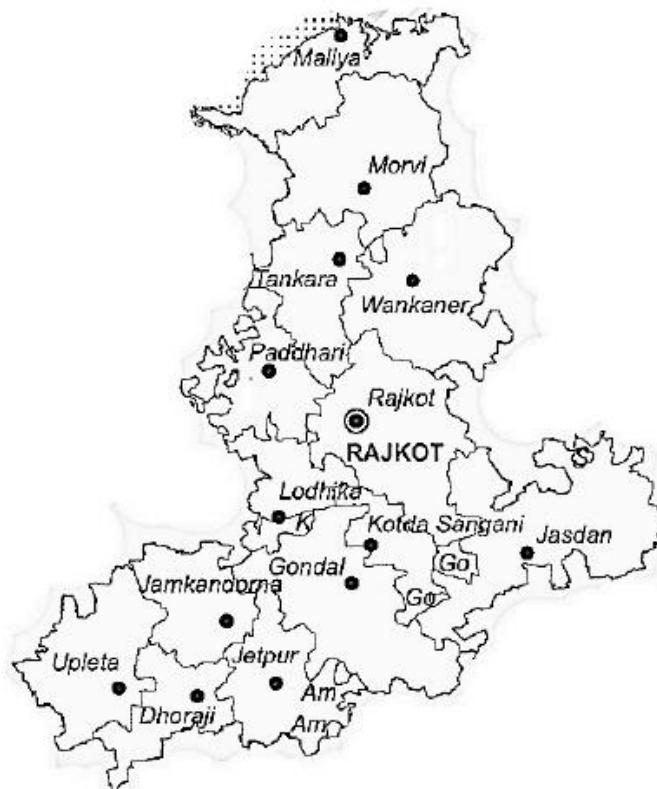 Maliya
Morvi
Tankara
Wankaner
Paddhari
Rajkot
RAJKOT
S
Lodhika
K
Kotda Sangani
Jasdan
Gondal
Go
Jamkandorna
Go
Upleta
Jetpur
Dhoraji
Am
Am